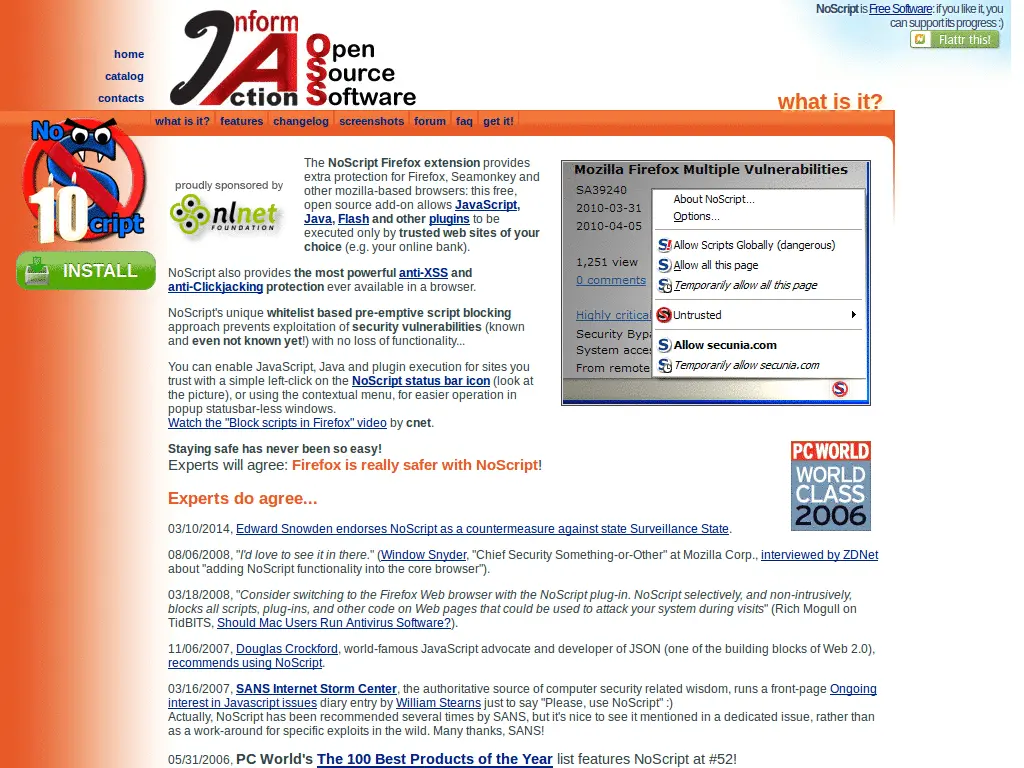 NoScript is Free Software: if you like it, you
can support its progress :)
Flattr this!
Inform
Action
Open
Source
Software
home
catalog
contacts
what is it?
what is it?
features
changelog
screenshots
forum
faq
get it!
No
10
cript
INSTALL
proudly sponsored by
nlnet
FOUNDATION
The NoScript Firefox extension provides
extra protection for Firefox, Seamonkey and
other mozilla-based browsers: this free,
open source add-on allows JavaScript,
Java, Flash and other plugins to be
executed only by trusted web sites of your
choice (e.g. your online bank).
NoScript also provides the most powerful anti-XSS and
anti-Clickjacking protection ever available in a browser.
NoScript's unique whitelist based pre-emptive script blocking
approach prevents exploitation of security vulnerabilities (known
and even not known yet!) with no loss of functionality...
You can enable JavaScript, Java and plugin execution for sites you
trust with a simple left-click on the NoScript status bar icon (look at
the picture), or using the contextual menu, for easier operation in
popup statusbar-less windows.
Watch the "Block scripts in Firefox" video by cnet.
Mozilla Firefox Multiple Vulnerabilities
SA39240
2010-03-31
2010-04-05
1,251 view
0 comments
Highly critical
Security Bypa
System acces
From remote
About NoScript...
Options...
Allow Scripts Globally (dangerous)
Allow all this page
Temporarily allow all this page
Untrusted
Allow secunia.com
Temporarily allow secunia.com
Staying safe has never been so easy!
Experts will agree: Firefox is really safer with NoScript!
PC WORLD
WORLD
CLASS
2006
Experts do agree...
03/10/2014, Edward Snowden endorses NoScript as a countermeasure against state Surveillance State.
08/06/2008, "I'd love to see it in there." (Window Snyder, "Chief Security Something-or-Other" at Mozilla Corp., interviewed by ZDNet
about "adding NoScript functionality into the core browser").
03/18/2008, "Consider switching to the Firefox Web browser with the NoScript plug-in. NoScript selectively, and non-intrusively,
blocks all scripts, plug-ins, and other code on Web pages that could be used to attack your system during visits" (Rich Mogull on
TidBITS, Should Mac Users Run Antivirus Software?).
11/06/2007, Douglas Crockford, world-famous JavaScript advocate and developer of JSON (one of the building blocks of Web 2.0),
recommends using NoScript.
03/16/2007, SANS Internet Storm Center, the authoritative source of computer security related wisdom, runs a front-page Ongoing
interest in Javascript issues diary entry by William Stearns just to say "Please, use NoScript" :)
Actually, NoScript has been recommended several times by SANS, but it's nice to see it mentioned in a dedicated issue, rather than
as a work-around for specific exploits in the wild. Many thanks, SANS!
05/31/2006, PC World's The 100 Best Products of the Year list features NoScript at #52!